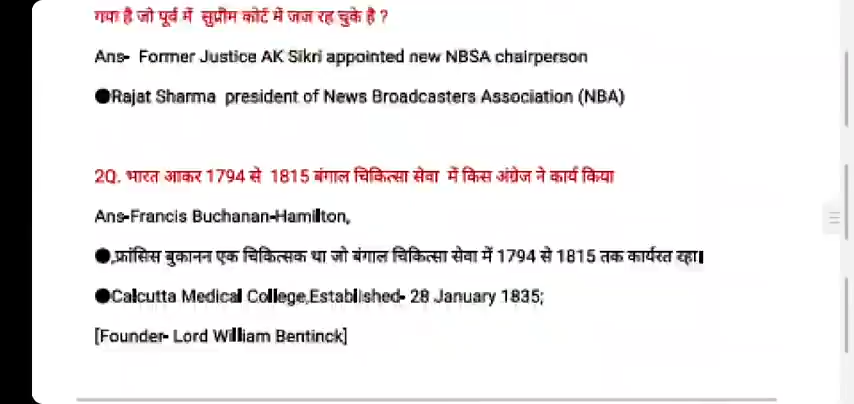 गया है जो पूर्व में सुप्रीम कोर्ट में जज रह चुके है ?
Ans- Former Justice AK Sikri appointed new NBSA chairperson
●Rajat Sharma president of News Broadcasters Association (NBA)
2Q. भारत आकर 1794 से 1815 बंगाल चिकित्सा सेवा में किस अंग्रेज ने कार्य किया
Ans-Francis Buchanan-Hamilton,
●,फ्रांसिस बुकानन एक चिकित्सक था जो बंगाल चिकित्सा सेवा में 1794 से 1815 तक कार्यरत रहा।
●Calcutta Medical College,Established- 28 January 1835;
[Founder- Lord William Bentinck]